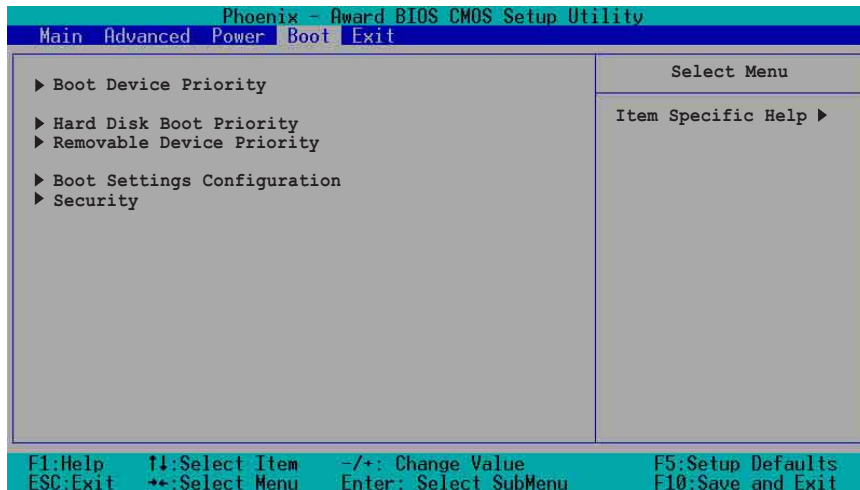 Phoenix - Award BIOS CMOS Setup Utility
Main Advanced Power Boot Exit
Boot Device Priority
Hard Disk Boot Priority
Removable Device Priority
Boot Settings Configuration
Security
Select Menu
Item Specific Help
F1:Help ↑↓:Select Item -/+: Change Value F5:Setup Defaults
ESC:Exit →←:Select Menu Enter: Select SubMenu F10:Save and Exit